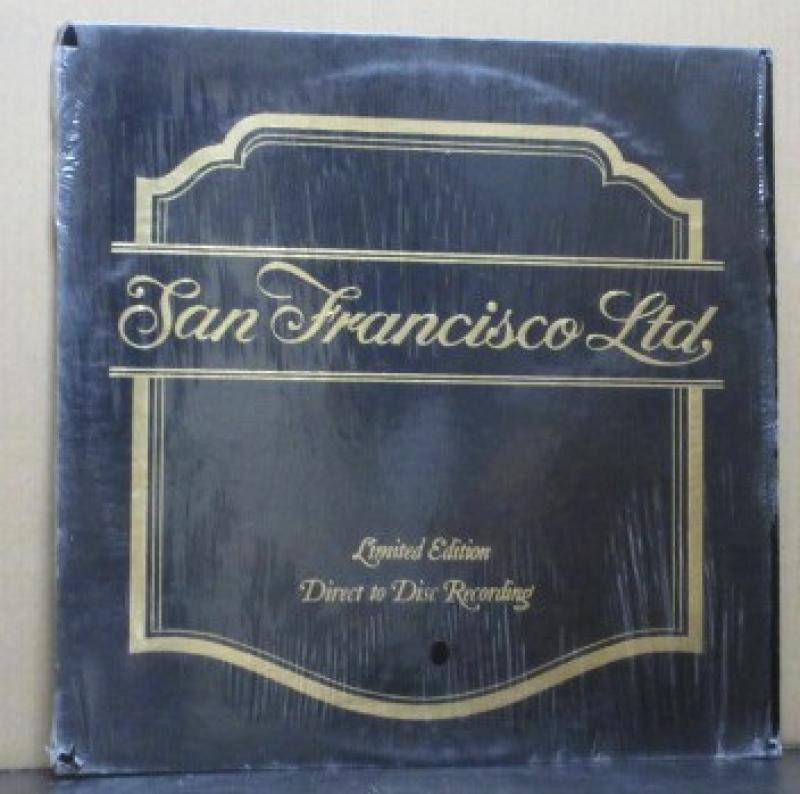 San Francisco Ltd.
Limited Edition
Direct to Disc Recording